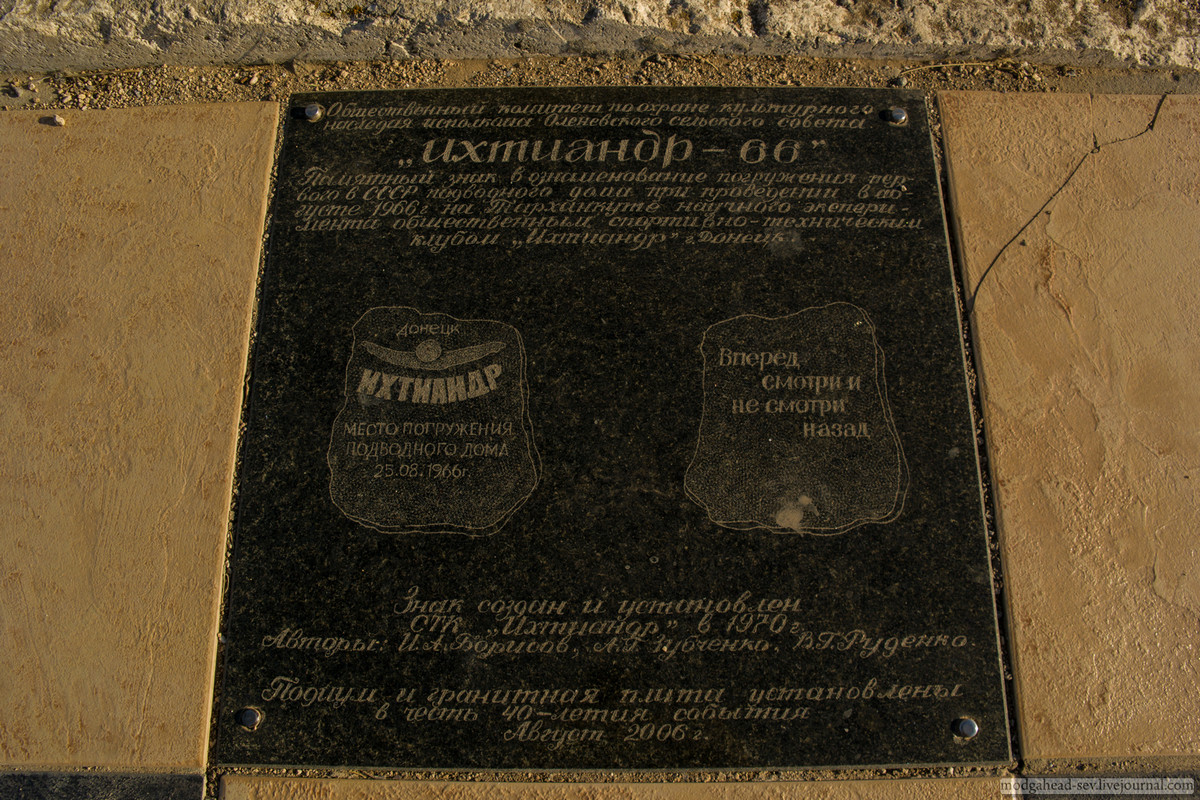 Общественный комитет по охране культурного
наследия исполкома Оленевского сельского совета
„ИХТИАНДР – 66”
Памятный знак в ознаменование погружения пер-
вого в СССР подводного дома при проведении в ав-
густе 1966г на Тарханкуте научного экспери-
мента общественным спортивно-техническим
клубом „Ихтиандр” г. Донецк.
ДОНЕЦК
ИХТИАНДР
МЕСТО ПОГРУЖЕНИЯ
ПОДВОДНОГО ДОМА
25.08.1966г.
Вперед
смотри и
не смотри
назад
Знак создан и установлен
СТК „Ихтиандр” в 1970 г.
Авторы: И.А.Борисов, А.Г.Зубченко, В.Г.Руденко.
Подиум и гранитная плита установлены
в честь 40-летия события
Август 2006 г.
modgahead-sev.livejournal.com